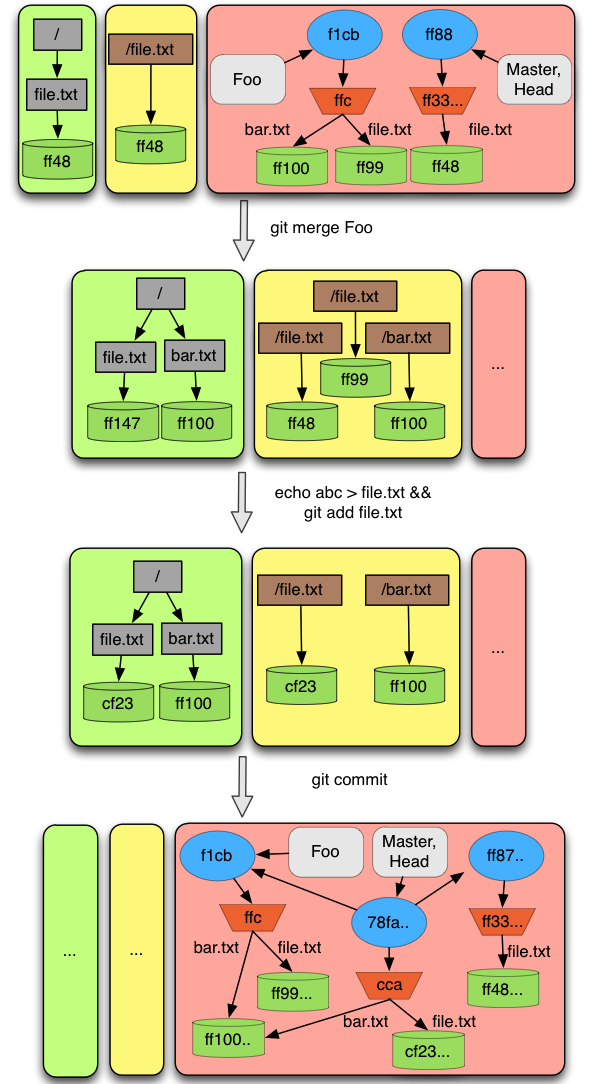 /
file.txt
ff48
/file.txt
ff48
f1cb
ff88
Foo
Master,
Head
ffc
ff33...
bar.txt
file.txt
file.txt
ff100
ff99
ff48
git merge Foo
/
file.txt
bar.txt
ff147
ff100
/file.txt
/file.txt
/bar.txt
ff99
ff48
ff100
...
echo abc > file.txt &&
git add file.txt
/
file.txt
bar.txt
cf23
ff100
/file.txt
/bar.txt
cf23
ff100
...
git commit
...
...
f1cb
Foo
Master,
Head
ff87..
ffc
78fa..
ff33...
bar.txt
file.txt
file.txt
ff99...
cca
ff48...
ff100..
bar.txt
file.txt
cf23...